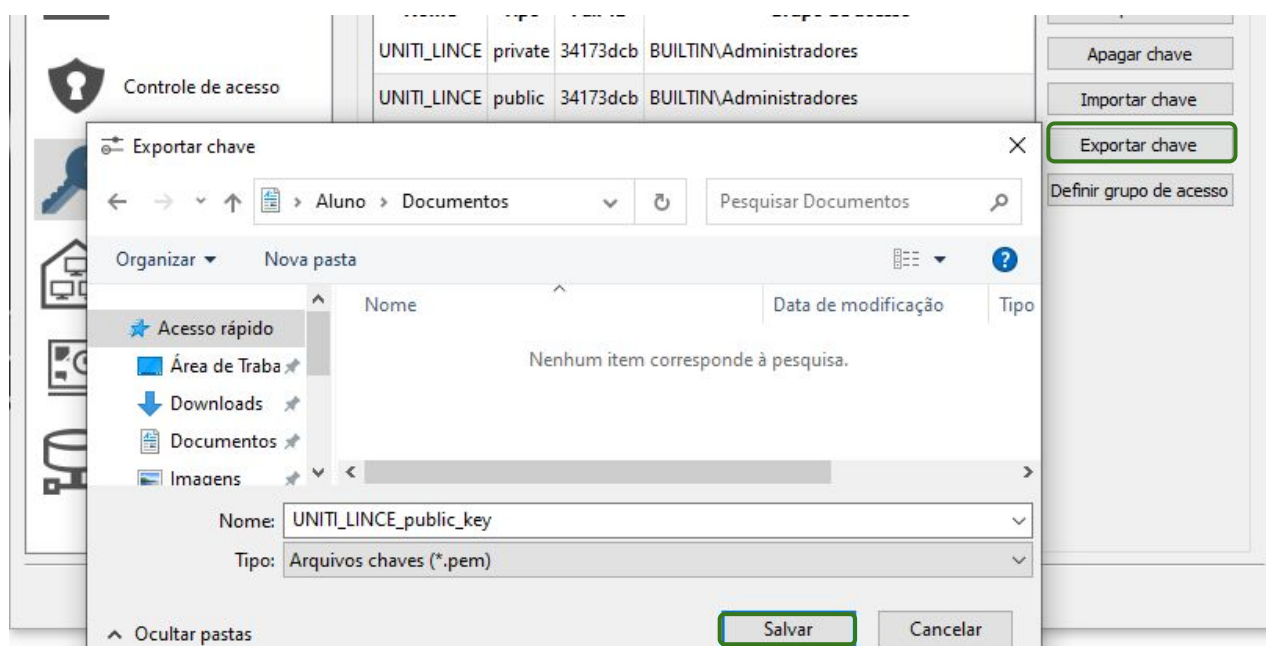 UNITI_LINCE private 34173dcb BUILTIN\Administradores
Apagar chave
Controle de acesso
UNITI_LINCE public 34173dcb BUILTIN\Administradores
Importar chave
Exportar chave
Exportar chave
Aluno > Documentos
Pesquisar Documentos
Definir grupo de acesso
Organizar
Nova pasta
Nome
Data de modificação
Tipo
Acesso rápido
Área de Traba
Nenhum item corresponde à pesquisa.
Downloads
Documentos
Imagens
Nome: UNITI_LINCE_public_key
Tipo: Arquivos chaves (*.pem)
Ocultar pastas
Salvar
Cancelar